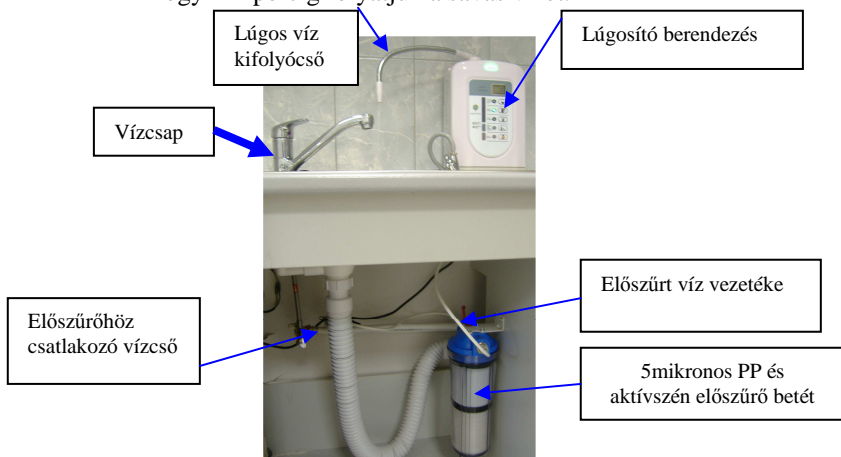 Lúgos víz
kifolyócső
Lúgosító berendezés
Vízcsap
Előszűrt víz vezetéke
Előszűrőhöz
csatlakozó vízcső
5mikronos PP és
aktívszén előszűrő betét